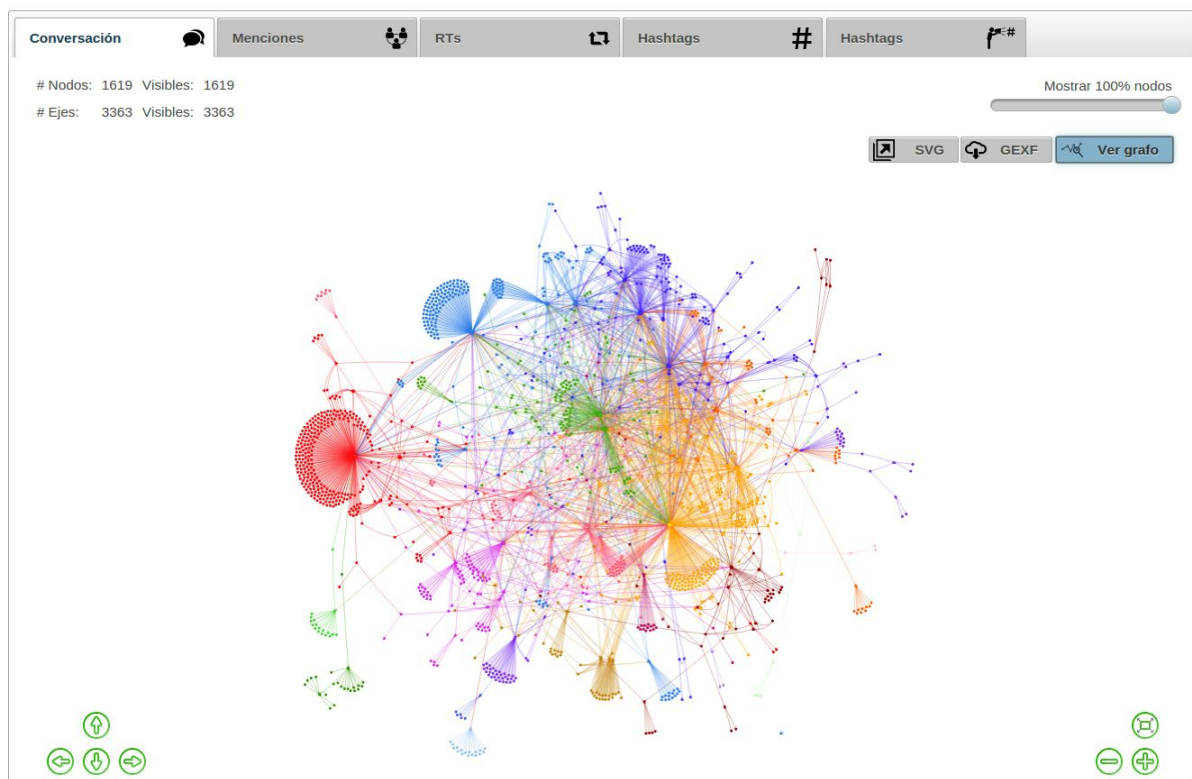 Conversación Menciones RTs Hashtags # Hashtags #
# Nodos: 1619 Visibles: 1619
# Ejes: 3363 Visibles: 3363
Mostrar 100% nodos
SVG GEXF Ver grafo